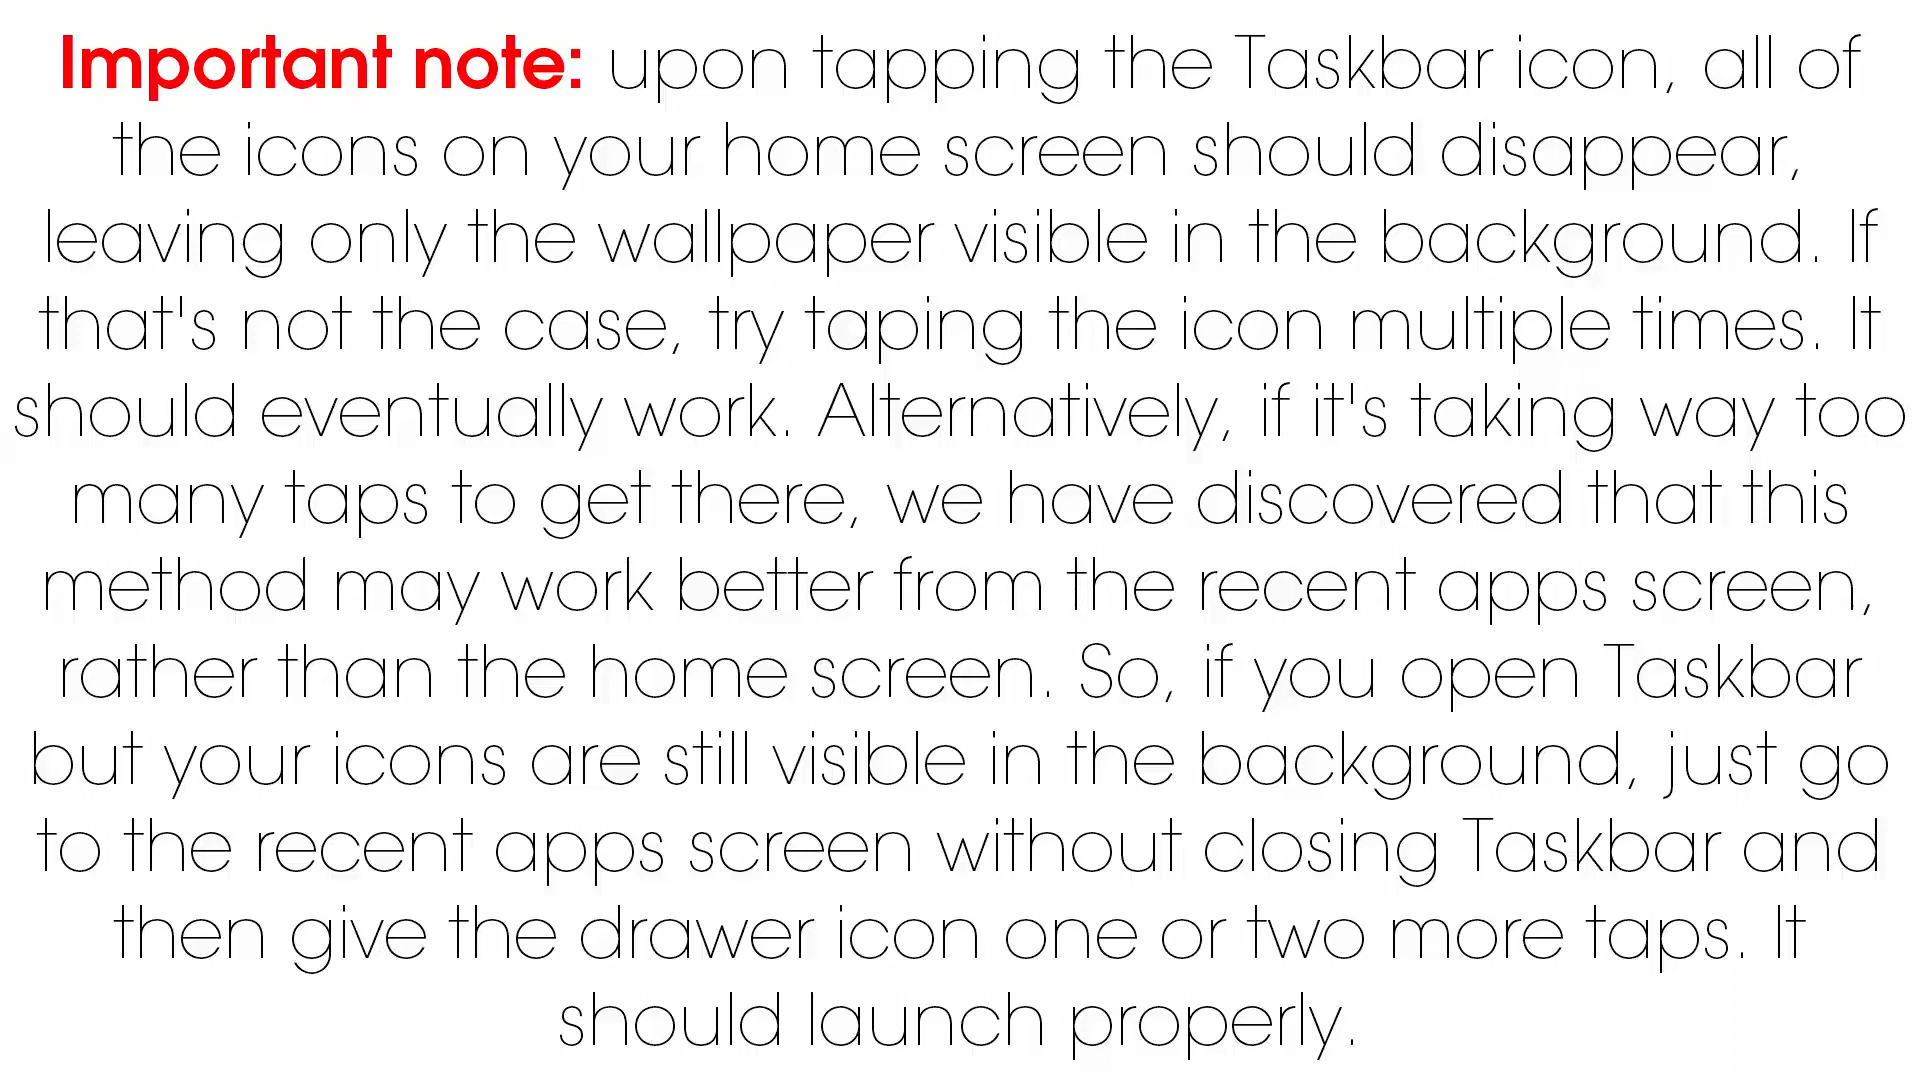 Important note: upon tapping the Taskbar icon, all of
the icons on your home screen should disappear,
leaving only the wallpaper visible in the background. If
that's not the case, try taping the icon multiple times. It
should eventually work. Alternatively, if it's taking way too
many taps to get there, we have discovered that this
method may work better from the recent apps screen,
rather than the home screen. So, if you open Taskbar
but your icons are still visible in the background, just go
to the recent apps screen without closing Taskbar and
then give the drawer icon one or two more taps. It
should launch properly.